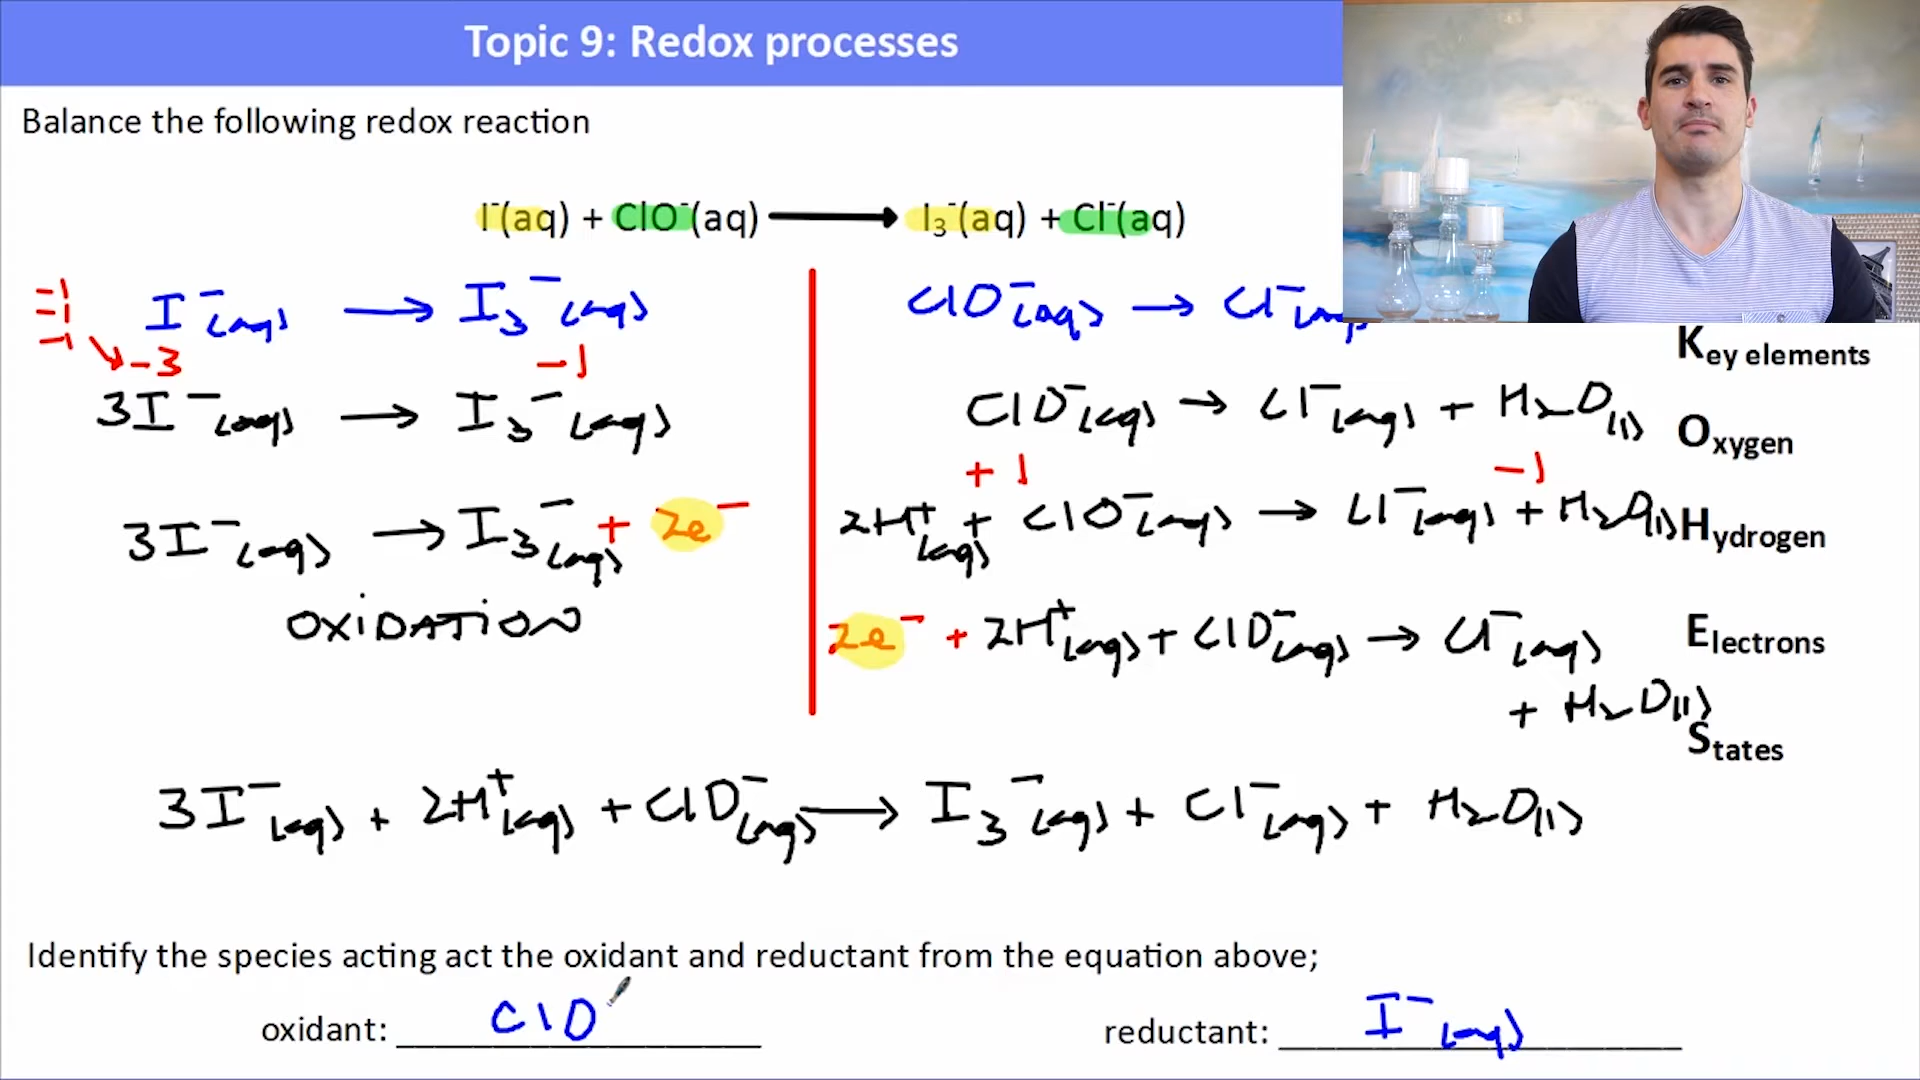 Topic 9: Redox processes
Balance the following redox reaction
I⁻(aq) + ClO⁻(aq) ⟶ I₃⁻(aq) + Cl⁻(aq)
-1
-1
-1 ↘ -3
I⁻(aq) → I₃⁻(aq)
-1
3I⁻(aq) → I₃⁻(aq)
3I⁻(aq) → I₃⁻(aq) + 2e⁻
OXiDATiON
ClO⁻(aq) → Cl⁻(aq)
Key elements
ClO⁻(aq) → Cl⁻(aq) + H₂O(l)
Oxygen
+1 -1
2H⁺(aq) + ClO⁻(aq) → Cl⁻(aq) + H₂O(l)
Hydrogen
2e⁻ + 2H⁺(aq) + ClO⁻(aq) → Cl⁻(aq)
Electrons
+ H₂O(l)
States
3I⁻(aq) + 2H⁺(aq) + ClO⁻(aq) ⟶ I₃⁻(aq) + Cl⁻(aq) + H₂O(l)
Identify the species acting act the oxidant and reductant from the equation above;
oxidant: ClO reductant: I⁻(aq)